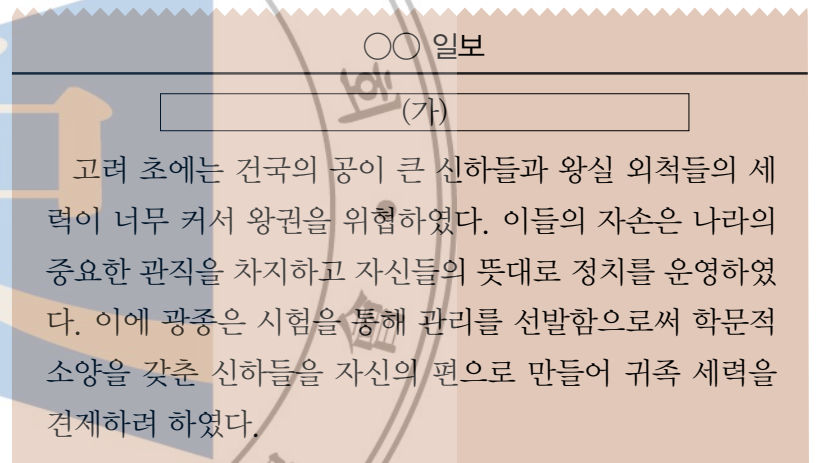 ○○ 일보
(가)
고려 초에는 건국의 공이 큰 신하들과 왕실 외척들의 세
력이 너무 커서 왕권을 위협하였다. 이들의 자손은 나라의
중요한 관직을 차지하고 자신들의 뜻대로 정치를 운영하였
다. 이에 광종은 시험을 통해 관리를 선발함으로써 학문적
소양을 갖춘 신하들을 자신의 편으로 만들어 귀족 세력을
견제하려 하였다.
회